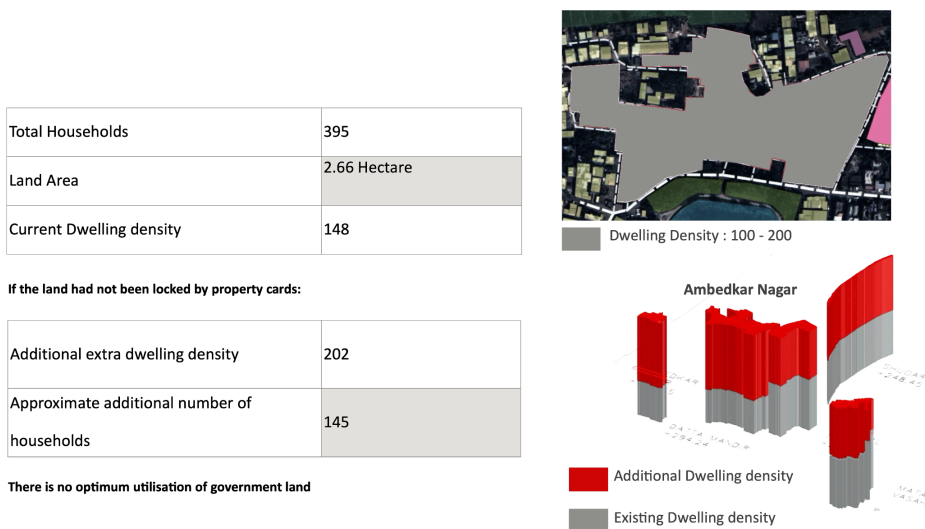 Total Households 395
Land Area 2.66 Hectare
Current Dwelling density 148
If the land had not been locked by property cards:
Additional extra dwelling density 202
Approximate additional number of
households 145
There is no optimum utilisation of government land
Dwelling Density : 100 - 200
Ambedkar Nagar
DATTA MANDIR
Additional Dwelling density
Existing Dwelling density